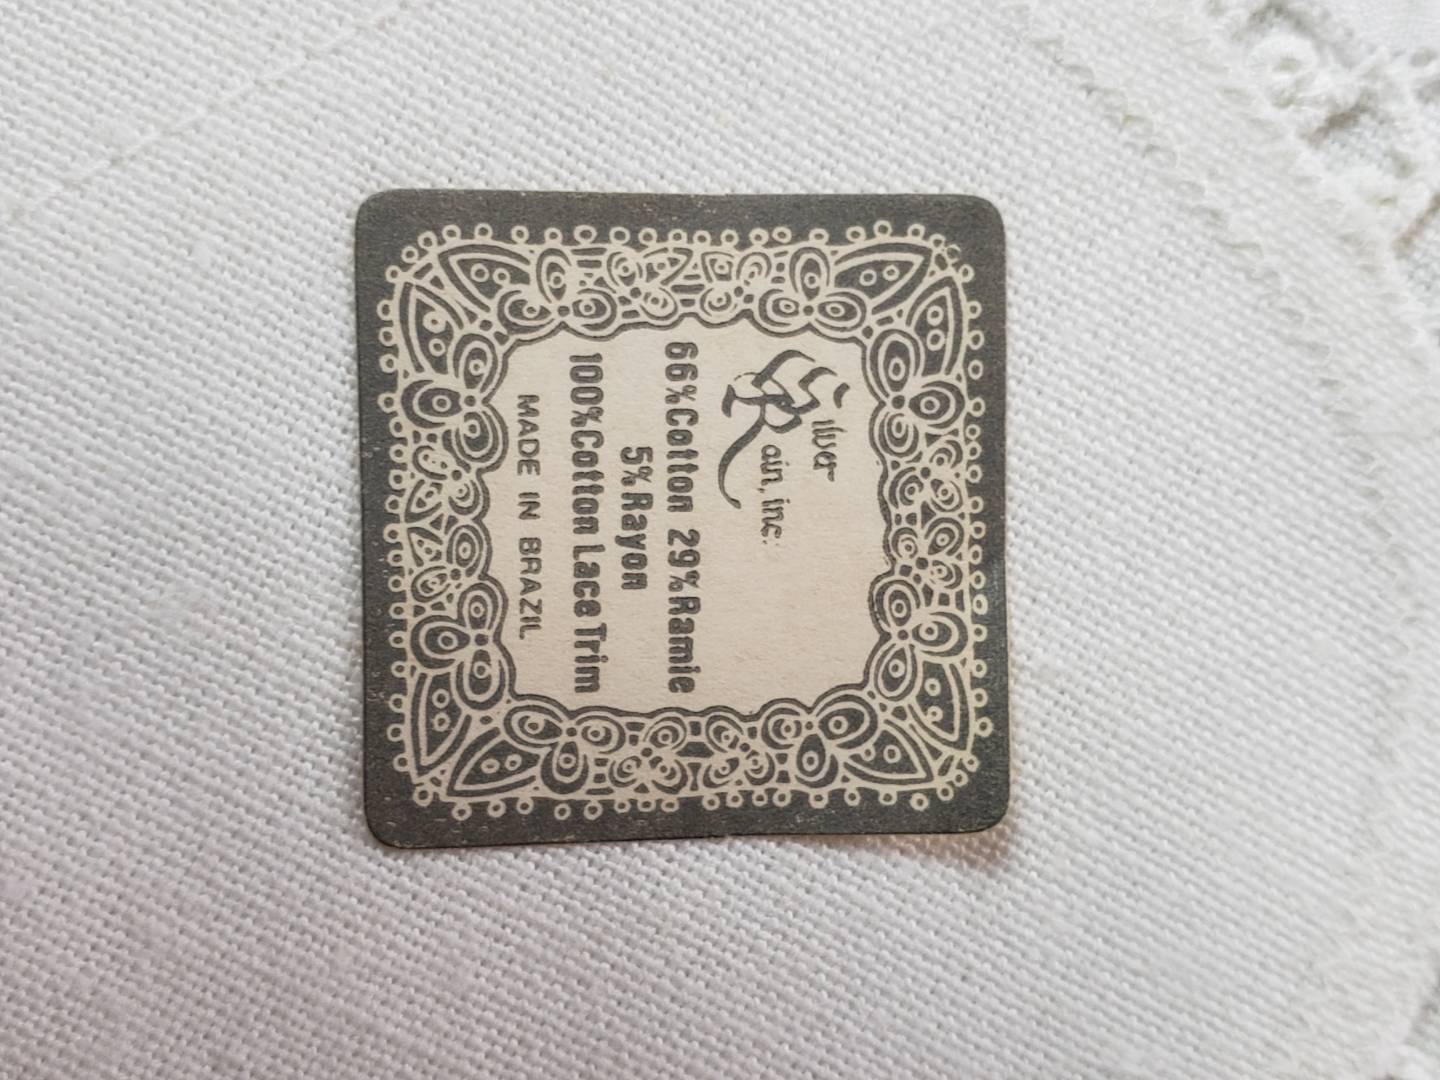 Silver
Rain, inc.
66%Cotton 29%Ramie
5%Rayon
100%Cotton Lace Trim
MADE IN BRAZIL